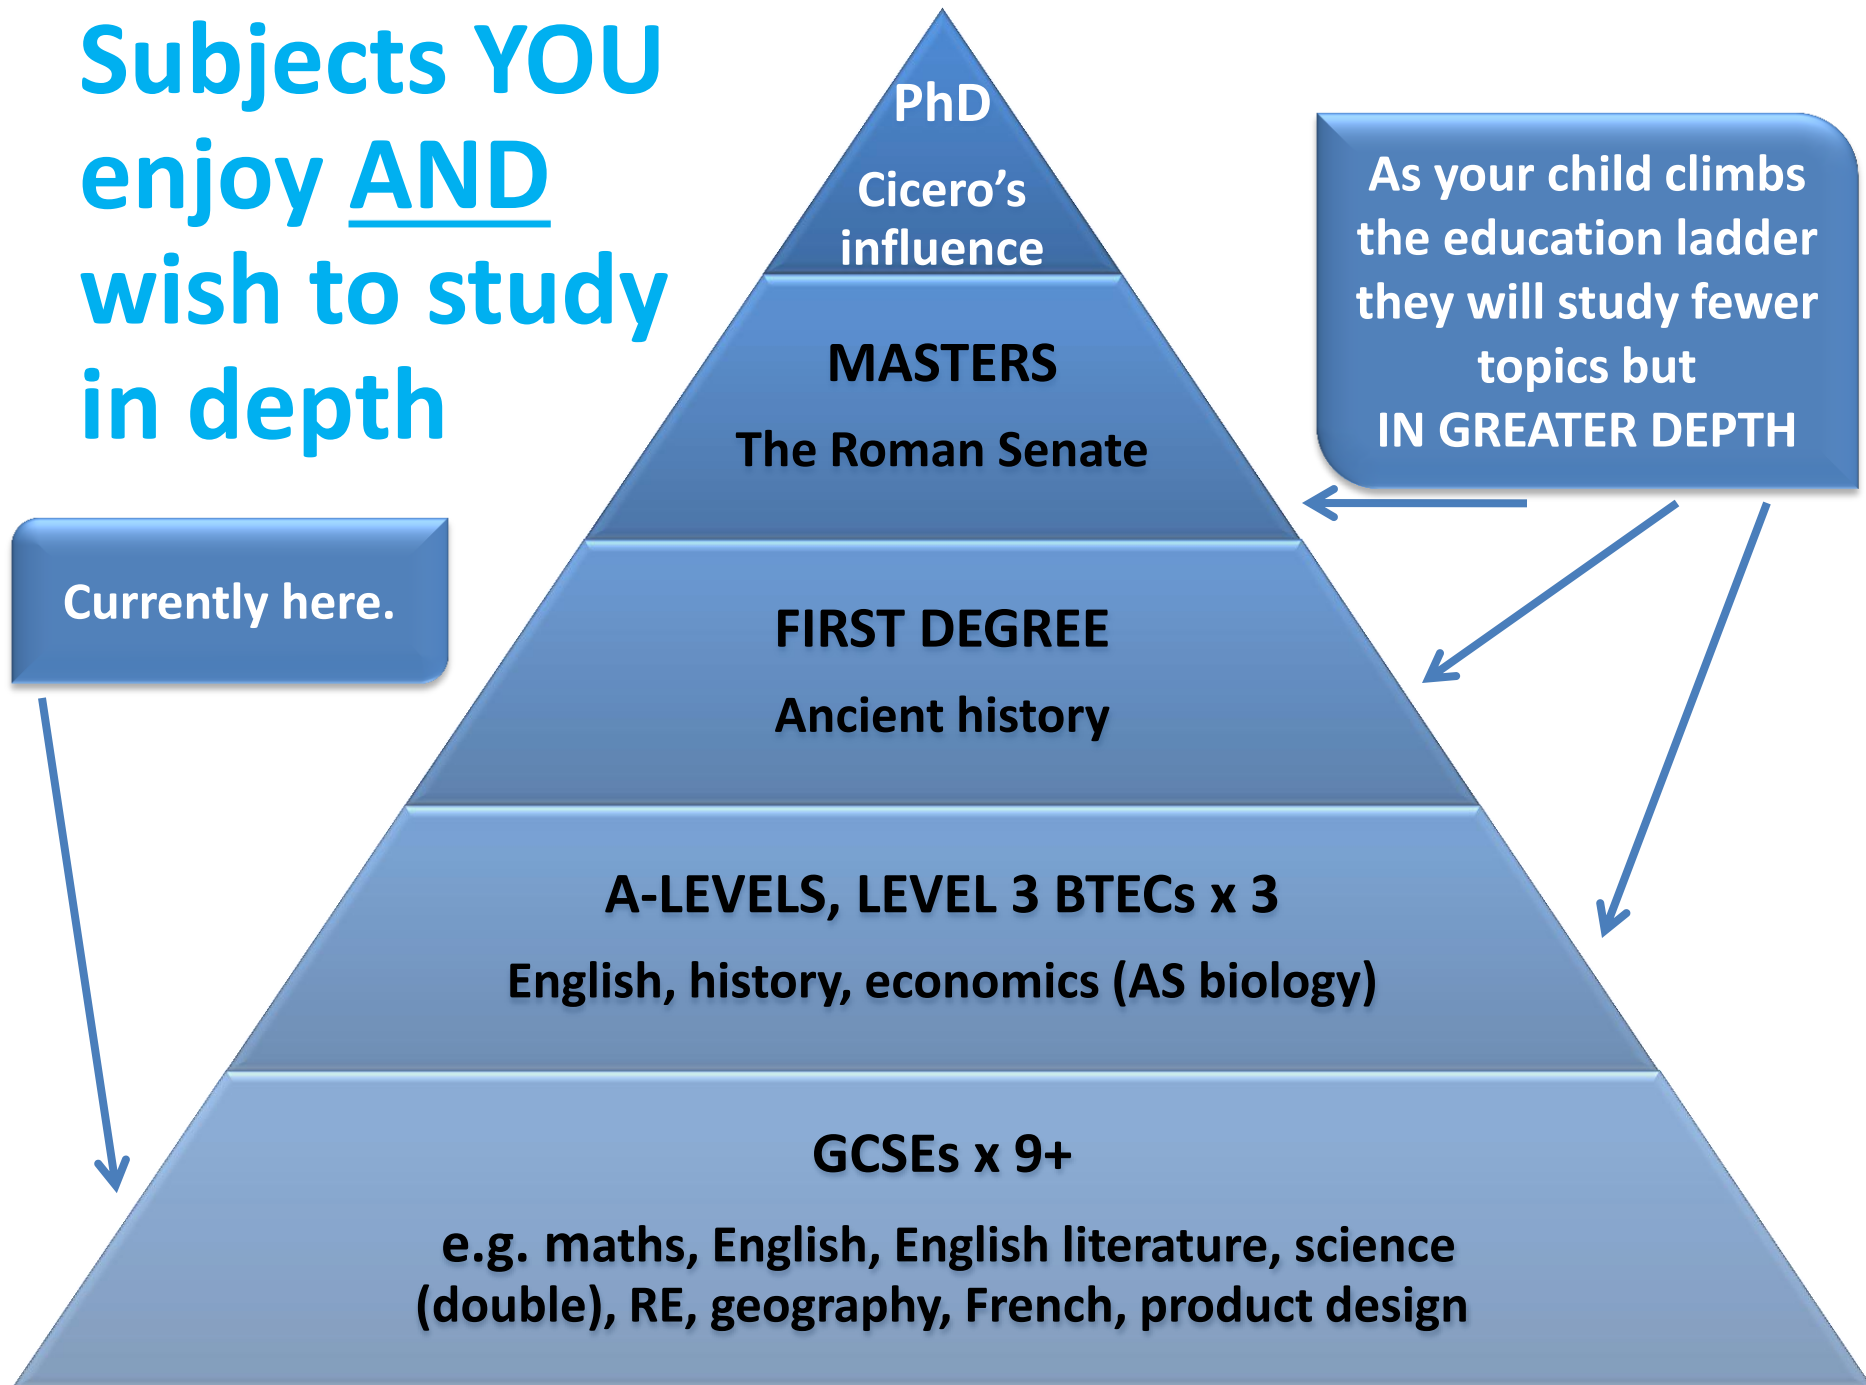 Subjects YOU
enjoy AND
wish to study
in depth
PhD
Cicero’s
influence
As your child climbs
the education ladder
they will study fewer
topics but
IN GREATER DEPTH
MASTERS
The Roman Senate
Currently here.
FIRST DEGREE
Ancient history
A-LEVELS, LEVEL 3 BTECs x 3
English, history, economics (AS biology)
GCSEs x 9+
e.g. maths, English, English literature, science
(double), RE, geography, French, product design